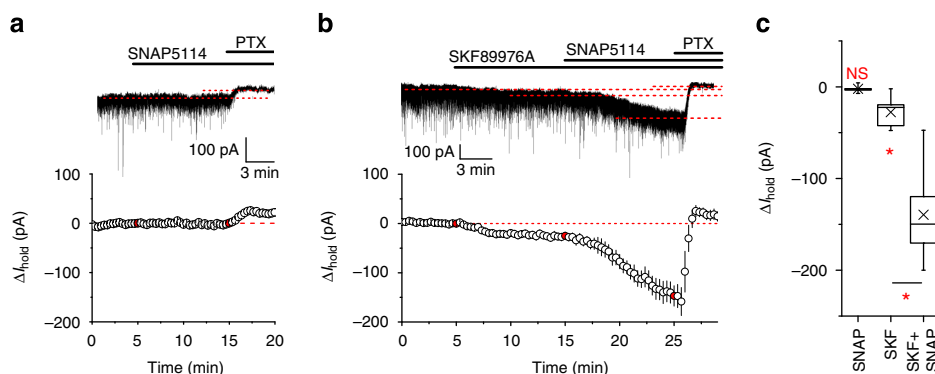 a
SNAP5114
PTX
100 pA
3 min
ΔIhold (pA)
100
0
−100
−200
0
5
10
15
20
Time (min)
b
SKF89976A
SNAP5114
PTX
100 pA
3 min
ΔIhold (pA)
100
0
−100
−200
0
5
10
15
20
25
Time (min)
c
ΔIhold (pA)
0
−100
−200
NS
*
*
SNAP
SKF
SKF+
SNAP